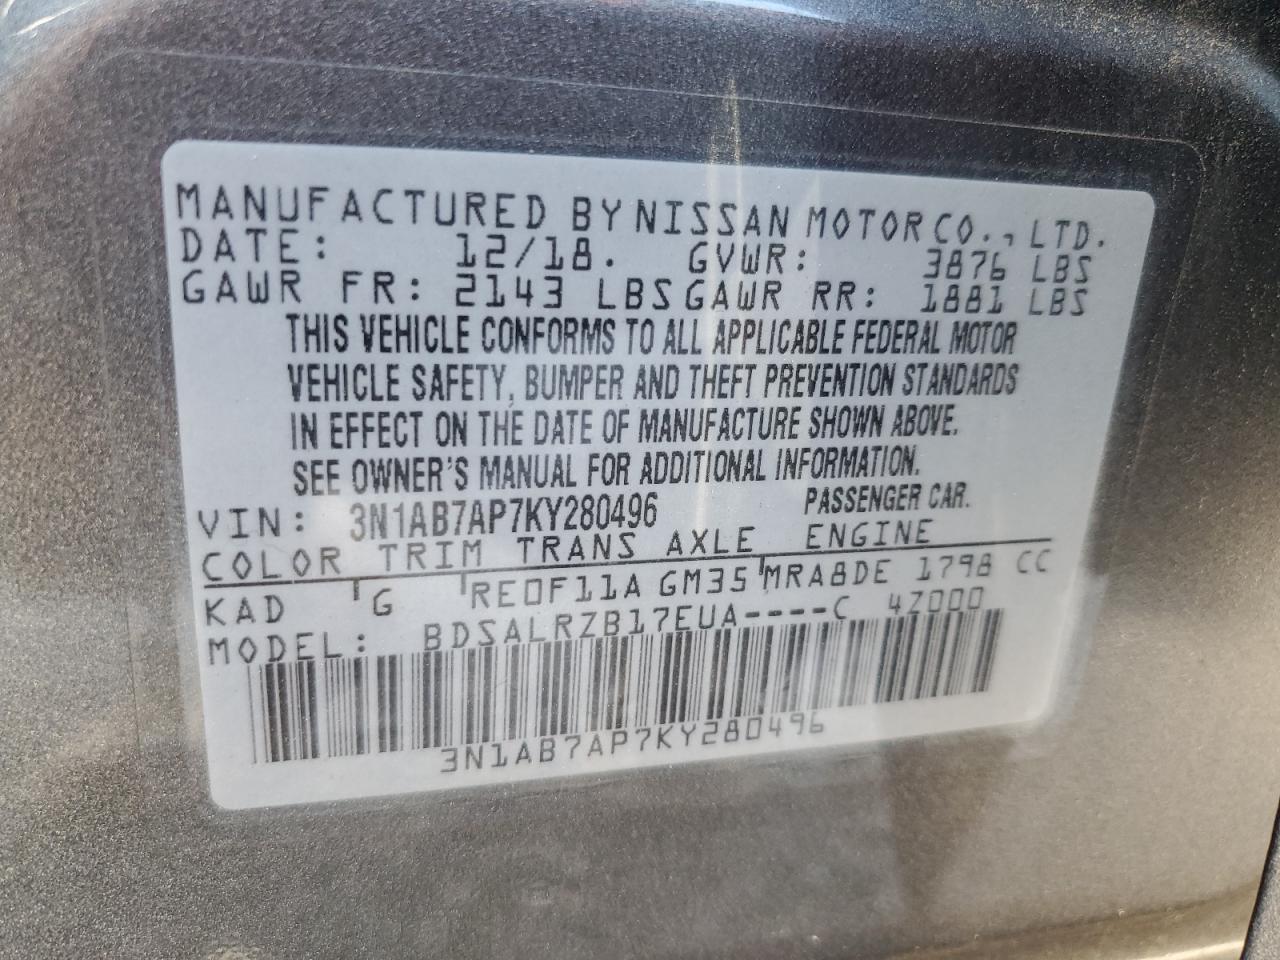 MANUFACTURED BY NISSAN MOTOR CO., LTD.
DATE: 12/18. GVWR: 3876 LBS
GAWR FR: 2143 LBS GAWR RR: 1881 LBS
THIS VEHICLE CONFORMS TO ALL APPLICABLE FEDERAL MOTOR
VEHICLE SAFETY, BUMPER AND THEFT PREVENTION STANDARDS
IN EFFECT ON THE DATE OF MANUFACTURE SHOWN ABOVE.
SEE OWNER'S MANUAL FOR ADDITIONAL INFORMATION.
VIN: 3N1AB7AP7KY280496 PASSENGER CAR.
COLOR TRIM TRANS AXLE ENGINE
KAD G RE0F11A GM35 MRA8DE 1798 CC
MODEL: BDSALRZB17EUA----C 4Z000
3N1AB7AP7KY280496